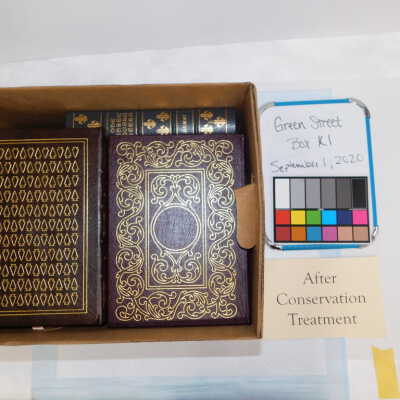 Green Street
Box K1
September 1, 2020
After
Conservation
Treatment